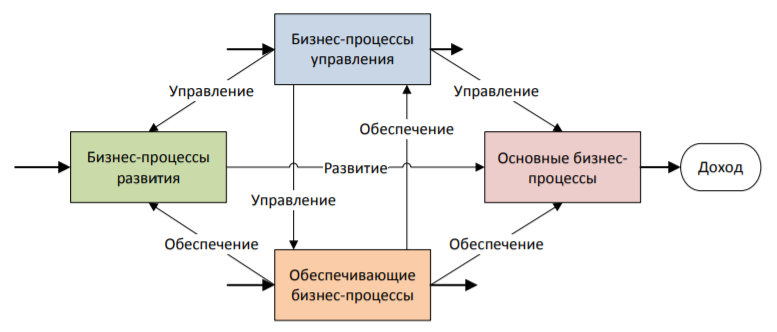 Бизнес-процессы
управления
Управление
Управление
Обеспечение
Бизнес-процессы
развития
Развитие
Основные бизнес-
процессы
Доход
Управление
Обеспечение
Обеспечение
Обеспечивающие
бизнес-процессы